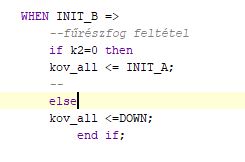 WHEN INIT_B =>
--fűrészfog feltétel
if k2=0 then
kov_all <= INIT_A;
--
else
kov_all <=DOWN;
end if;